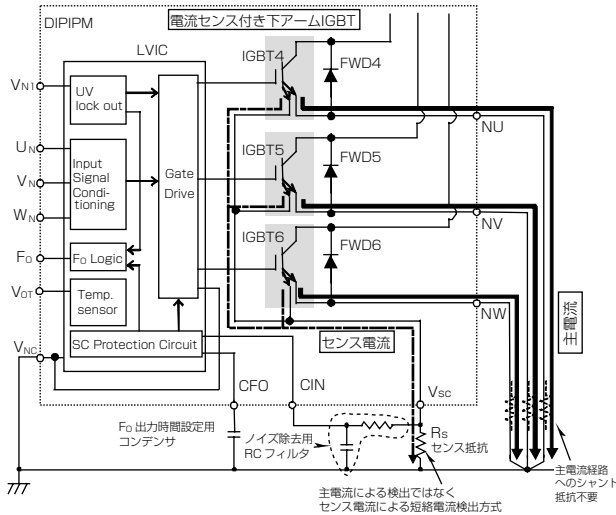 電流センス付き下アームIGBT
DIPIPM
LVIC
IGBT4
FWD4
VN1
UV
lock out
NU
UN
VN
WN
Input
Signal
Condi-
tioning
Gate
Drive
IGBT5
FWD5
NV
IGBT6
FWD6
FO
FO Logic
VOT
Temp.
sensor
NW
主電流
VNC
SC Protection Circuit
センス電流
CFO
CIN
VSC
FO 出力時間設定用
コンデンサ
ノイズ除去用
RC フィルタ
RS
センス抵抗
主電流経路
へのシャント
抵抗不要
主電流による検出ではなく
センス電流による短絡電流検出方式